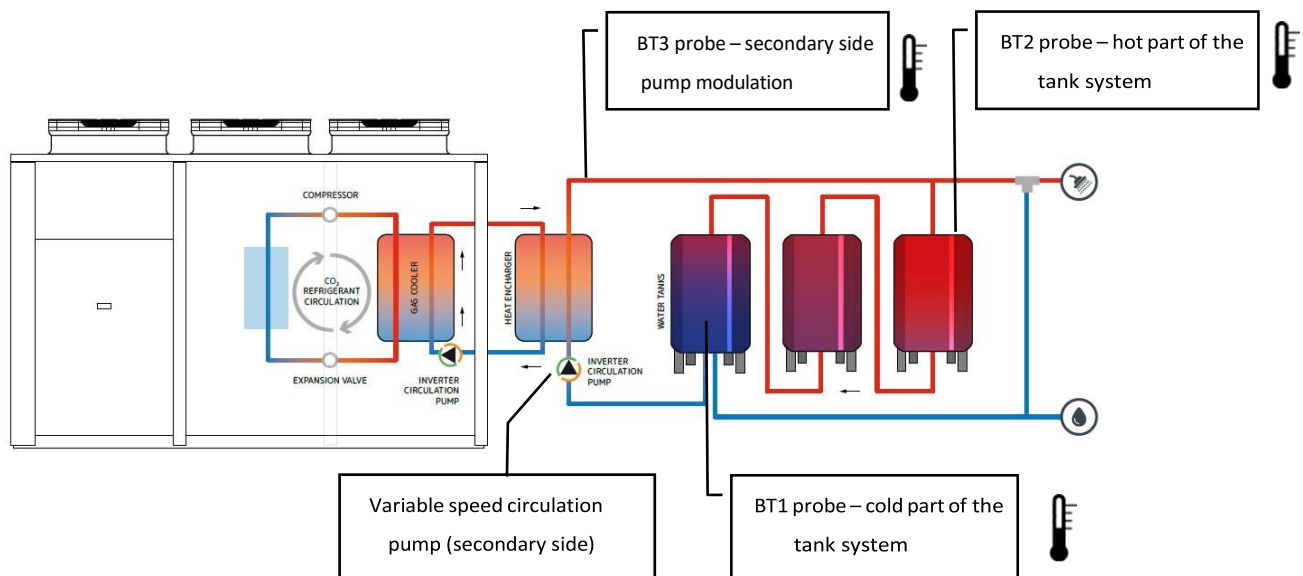 BT3 probe – secondary side
pump modulation
BT2 probe – hot part of the
tank system
COMPRESSOR
CO2
REFRIGERANT
CIRCULATION
EXPANSION VALVE
GAS COOLER
INVERTER
CIRCULATION
PUMP
HEAT ENCHARGER
INVERTER
CIRCULATION
PUMP
WATER TANKS
Variable speed circulation
pump (secondary side)
BT1 probe – cold part of the
tank system